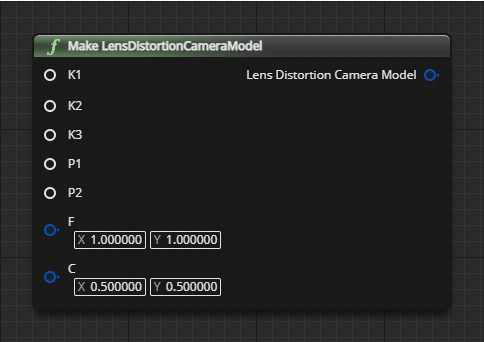 f Make LensDistortionCameraModel
K1 Lens Distortion Camera Model
K2
K3
P1
P2
F
X 1.000000 Y 1.000000
C
X 0.500000 Y 0.500000